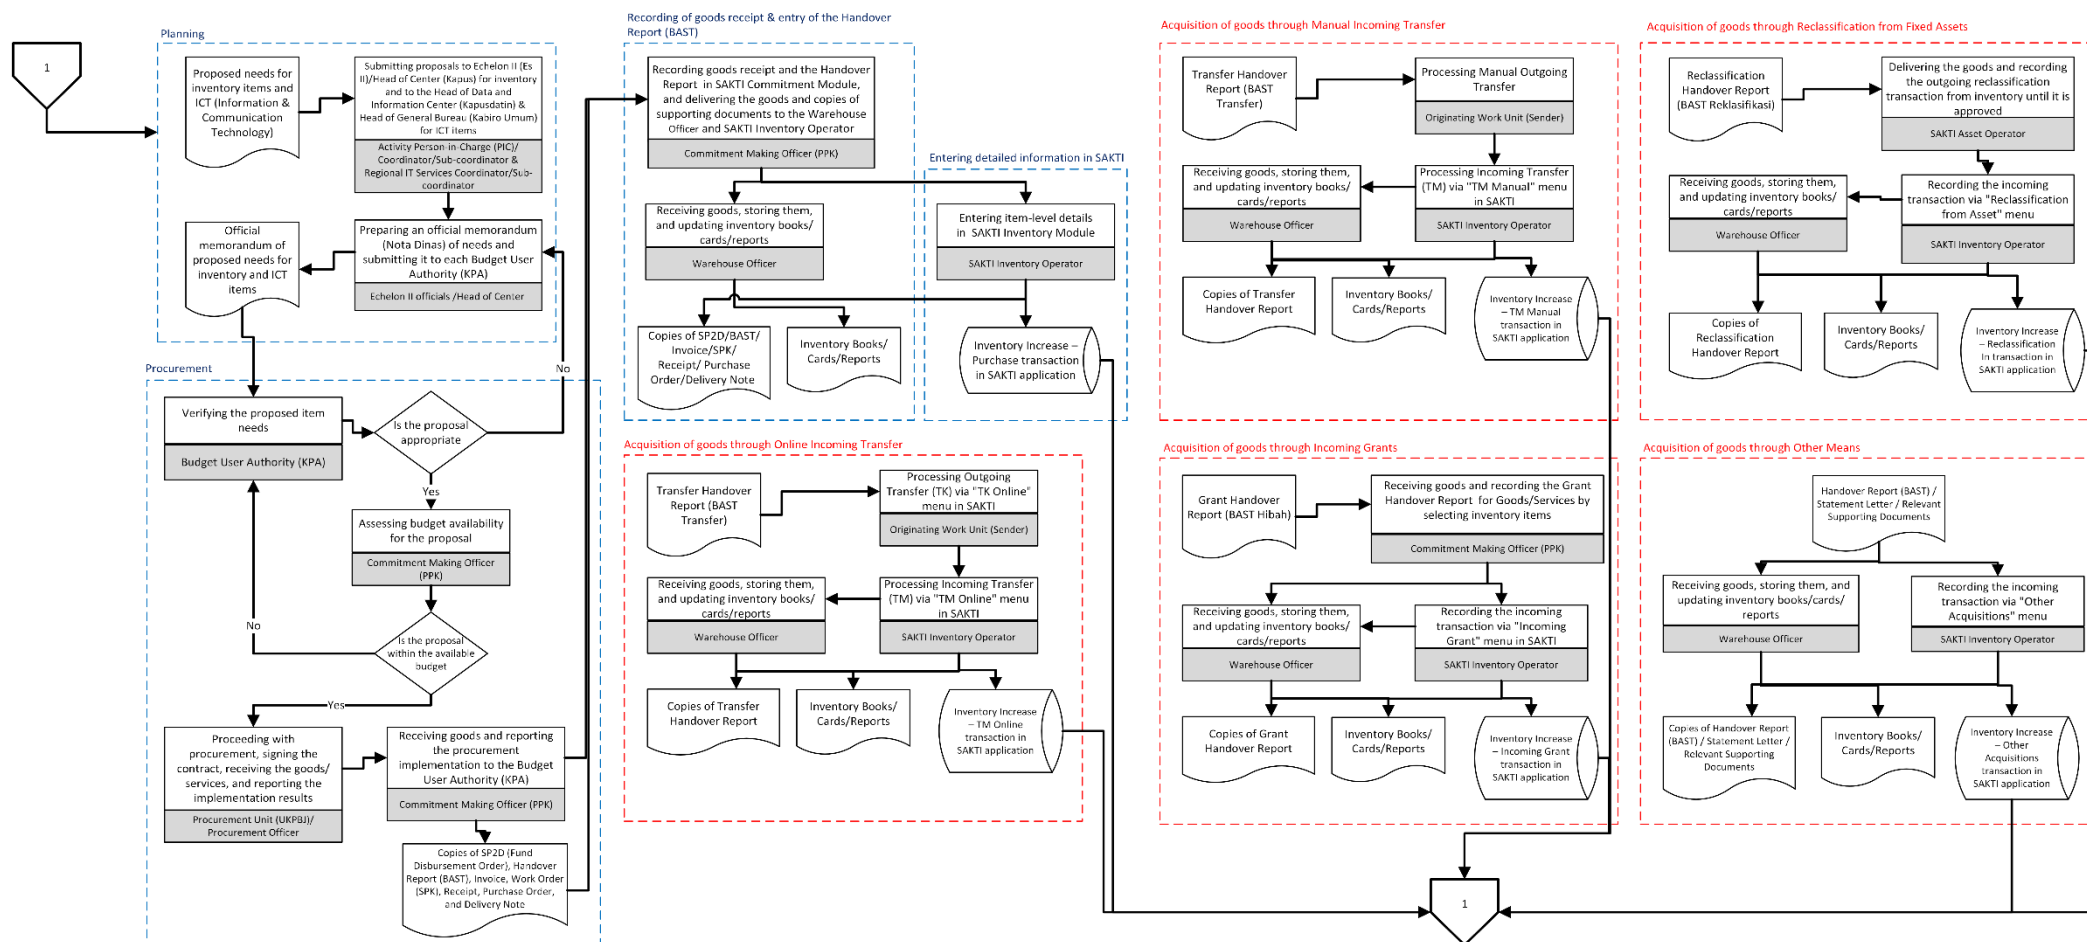 1
Planning
Proposed needs for
inventory items and
ICT (Information &
Communication
Technology)
Submitting proposals to Echelon II (Es
II)/Head of Center (Kapus) for inventory
and to the Head of Data and
Information Center (Kapusdatin) &
Head of General Bureau (Kabiro Umum)
for ICT items
Activity Person-in-Charge (PIC)/
Coordinator/Sub-coordinator &
Regional IT Services Coordinator/Sub-
coordinator
Official
memorandum of
proposed needs for
inventory and ICT
items
Preparing an official memorandum
(Nota Dinas) of needs and
submitting it to each Budget User
Authority (KPA)
Echelon II officials /Head of Center
No
Procurement
Verifying the proposed item
needs
Budget User Authority (KPA)
Is the proposal
appropriate
Yes
Assessing budget availability
for the proposal
Commitment Making Officer
(PPK)
No
Is the proposal
within the available
budget
Yes
Proceeding with
procurement, signing the
contract, receiving the goods/
services, and reporting the
implementation results
Procurement Unit (UKPBJ)/
Procurement Officer
Receiving goods and reporting
the procurement
implementation to the Budget
User Authority (KPA)
Commitment Making Officer (PPK)
Copies of SP2D (Fund
Disbursement Order), Handover
Report (BAST), Invoice, Work Order
(SPK), Receipt, Purchase Order,
and Delivery Note
Recording of goods receipt & entry of the Handover
Report (BAST)
Recording goods receipt and the Handover
Report in SAKTI Commitment Module,
and delivering the goods and copies of
supporting documents to the Warehouse
Officer and SAKTI Inventory Operator
Commitment Making Officer (PPK)
Receiving goods, storing them,
and updating inventory books/
cards/reports
Warehouse Officer
Copies of SP2D/BAST/
Invoice/SPK/
Receipt/ Purchase
Order/Delivery Note
Inventory Books/
Cards/Reports
Entering detailed information in SAKTI
Entering item-level details
in SAKTI Inventory Module
SAKTI Inventory Operator
Inventory Increase –
Purchase transaction
in SAKTI application
Acquisition of goods through Online Incoming Transfer
Transfer Handover
Report (BAST
Transfer)
Processing Outgoing
Transfer (TK) via "TK Online"
menu in SAKTI
Originating Work Unit (Sender)
Receiving goods, storing them,
and updating inventory books/
cards/reports
Warehouse Officer
Processing Incoming Transfer
(TM) via "TM Online" menu
in SAKTI
SAKTI Inventory Operator
Copies of Transfer
Handover Report
Inventory Books/
Cards/Reports
Inventory Increase
– TM Online
transaction in
SAKTI application
Acquisition of goods through Manual Incoming Transfer
Transfer Handover
Report (BAST
Transfer)
Processing Manual Outgoing
Transfer
Originating Work Unit (Sender)
Receiving goods, storing them,
and updating inventory books/
cards/reports
Warehouse Officer
Processing Incoming Transfer
(TM) via "TM Manual" menu
in SAKTI
SAKTI Inventory Operator
Copies of Transfer
Handover Report
Inventory Books/
Cards/Reports
Inventory Increase
– TM Manual
transaction in
SAKTI application
Acquisition of goods through Incoming Grants
Grant Handover
Report (BAST Hibah)
Receiving goods and recording the Grant
Handover Report for Goods/Services by
selecting inventory items
Commitment Making Officer (PPK)
Receiving goods, storing them,
and updating inventory books/
cards/reports
Warehouse Officer
Recording the incoming
transaction via "Incoming
Grant" menu in SAKTI
SAKTI Inventory Operator
Copies of Grant
Handover Report
Inventory Books/
Cards/Reports
Inventory Increase
– Incoming Grant
transaction in
SAKTI application
Acquisition of goods through Reclassification from Fixed Assets
Reclassification
Handover Report
(BAST Reklasifikasi)
Delivering the goods and recording
the outgoing reclassification
transaction from inventory until it is
approved
SAKTI Asset Operator
Receiving goods, storing them,
and updating inventory books/
cards/reports
Warehouse Officer
Recording the incoming
transaction via "Reclassification
from Asset" menu
SAKTI Inventory Operator
Copies of
Reclassification
Handover Report
Inventory Books/
Cards/Reports
Inventory Increase
– Reclassification
In transaction in
SAKTI application
Acquisition of goods through Other Means
Handover Report (BAST) /
Statement Letter / Relevant
Supporting Documents
Receiving goods, storing them, and
updating inventory books/cards/
reports
Warehouse Officer
Recording the incoming
transaction via "Other
Acquisitions" menu
SAKTI Inventory Operator
Copies of Handover Report
(BAST) / Statement Letter /
Relevant Supporting
Documents
Inventory Books/
Cards/Reports
Inventory Increase
– Other
Acquisitions
transaction in
SAKTI application
1